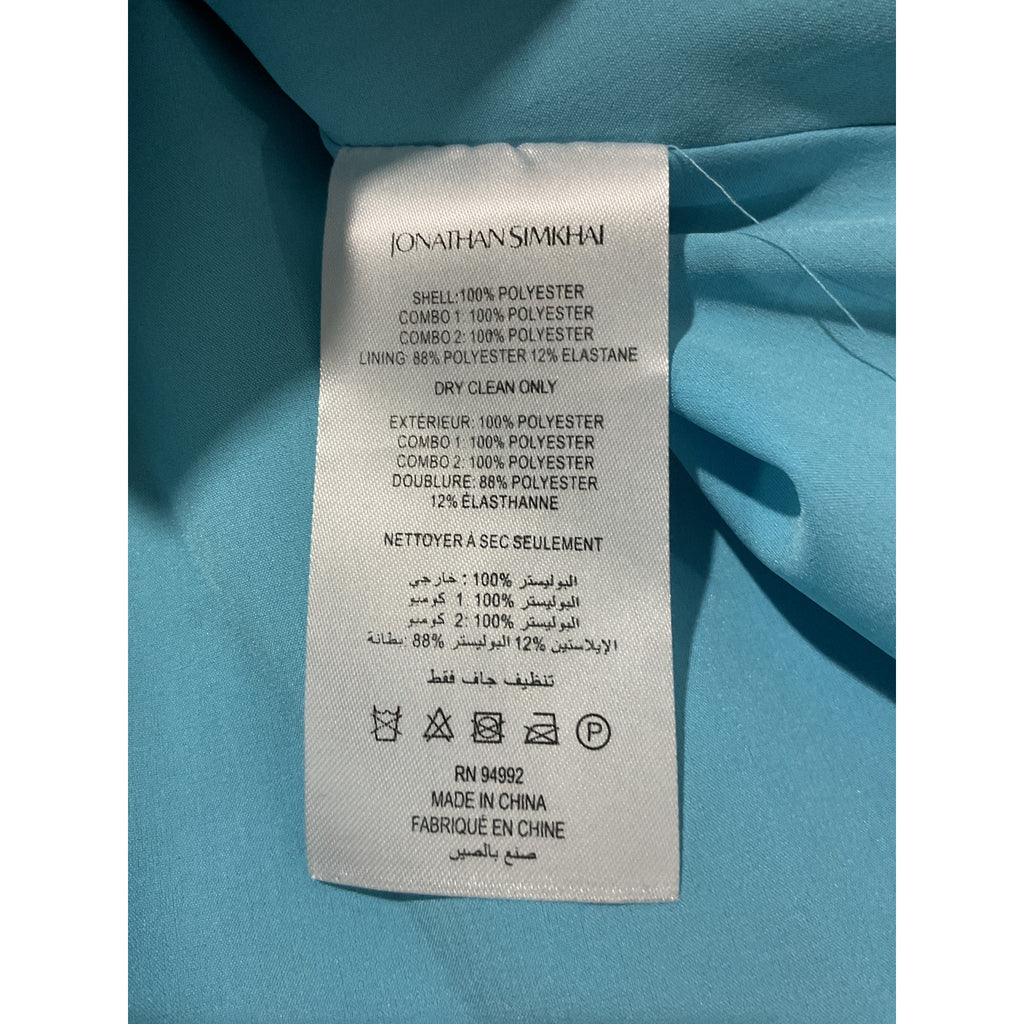 JONATHAN SIMKHAI
SHELL:100% POLYESTER
COMBO 1: 100% POLYESTER
COMBO 2: 100% POLYESTER
LINING: 88% POLYESTER 12% ELASTANE
DRY CLEAN ONLY
EXTÉRIEUR: 100% POLYESTER
COMBO 1: 100% POLYESTER
COMBO 2: 100% POLYESTER
DOUBLURE: 88% POLYESTER
12% ÉLASTHANNE
NETTOYER À SEC SEULEMENT
البوليستر 100% : خارجي
البوليستر 100% :1 كومبو
البوليستر 100% :2 كومبو
الإيلاستين 12% البوليستر 88% :بطانة
تنظيف جاف فقط
P
RN 94992
MADE IN CHINA
FABRIQUÉ EN CHINE
صنع بالصين